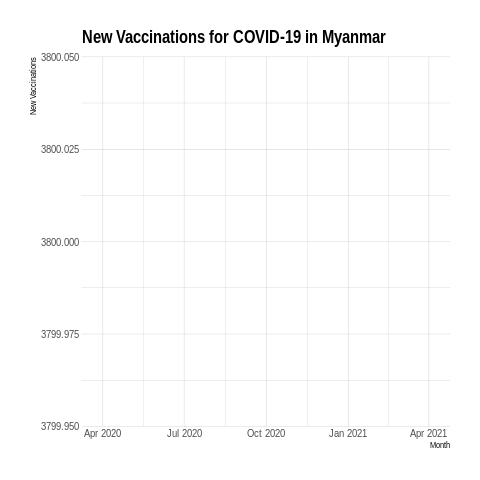 New Vaccinations for COVID-19 in Myanmar
New Vaccinations
3800.050
3800.025
3800.000
3799.975
3799.950
Apr 2020 Jul 2020 Oct 2020 Jan 2021 Apr 2021
Month